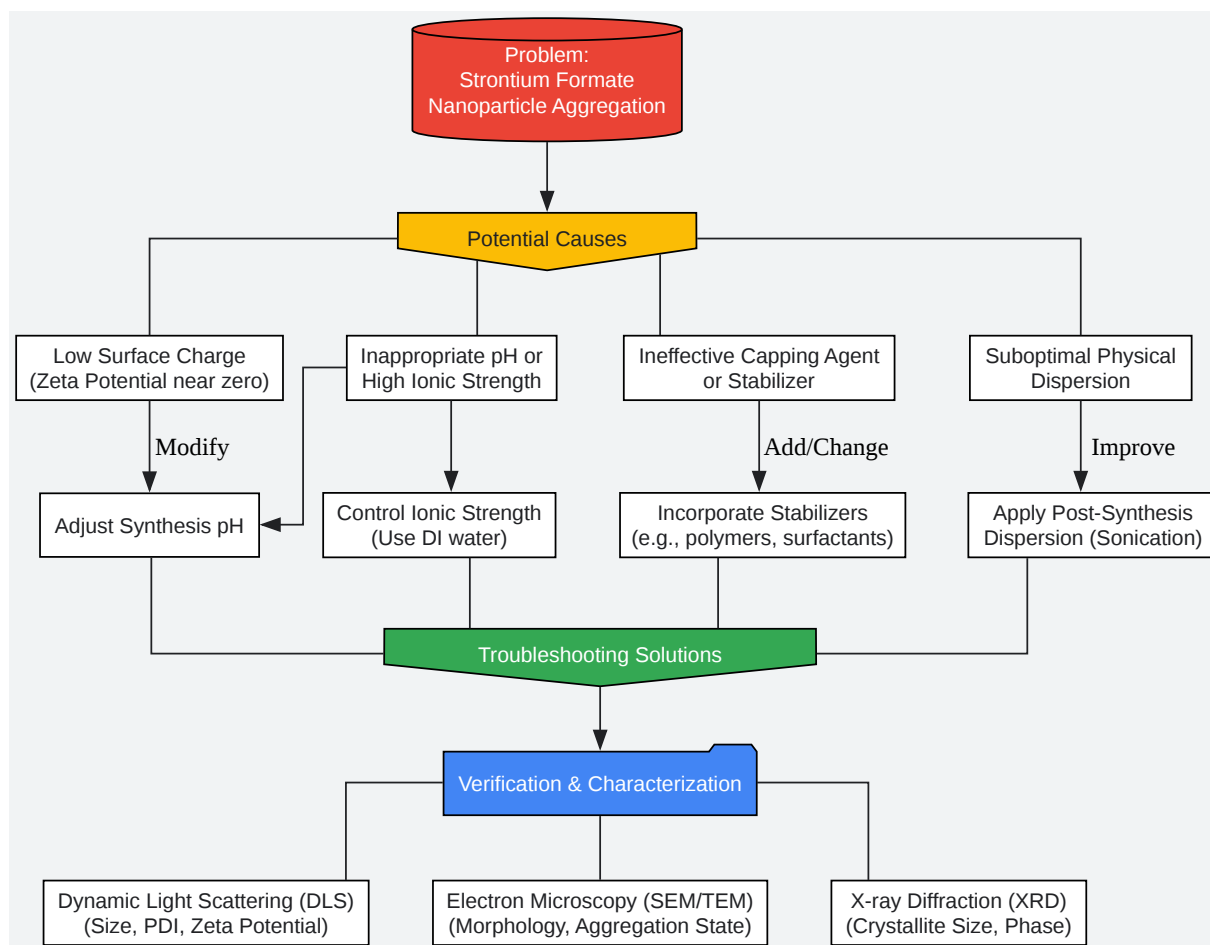 Problem:
Strontium Formate
Nanoparticle Aggregation
Potential Causes
Low Surface Charge
(Zeta Potential near zero)
Inappropriate pH or
High Ionic Strength
Ineffective Capping Agent
or Stabilizer
Suboptimal Physical
Dispersion
Modify
Add/Change
Improve
Adjust Synthesis pH
Control Ionic Strength
(Use DI water)
Incorporate Stabilizers
(e.g., polymers, surfactants)
Apply Post-Synthesis
Dispersion (Sonication)
Troubleshooting Solutions
Verification & Characterization
Dynamic Light Scattering (DLS)
(Size, PDI, Zeta Potential)
Electron Microscopy (SEM/TEM)
(Morphology, Aggregation State)
X-ray Diffraction (XRD)
(Crystallite Size, Phase)